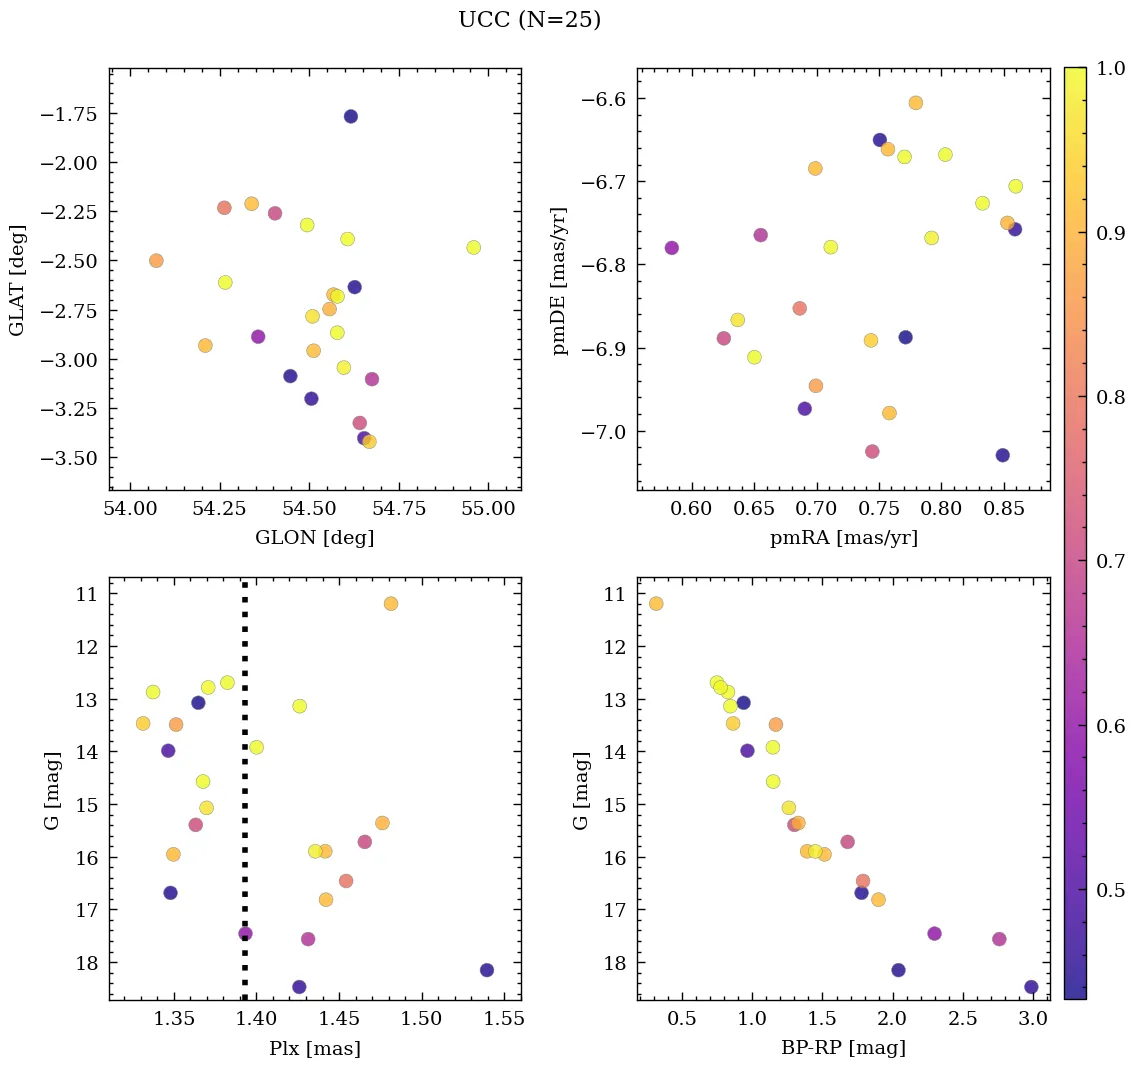 UCC (N=25)
−1.75
−2.00
−2.25
−2.50
−2.75
−3.00
−3.25
−3.50
GLAT [deg]
54.00 54.25 54.50 54.75 55.00
GLON [deg]
−6.6
−6.7
−6.8
−6.9
−7.0
pmDE [mas/yr]
0.60 0.65 0.70 0.75 0.80 0.85
pmRA [mas/yr]
11
12
13
14
15
16
17
18
G [mag]
1.35 1.40 1.45 1.50 1.55
Plx [mas]
11
12
13
14
15
16
17
18
G [mag]
0.5 1.0 1.5 2.0 2.5 3.0
BP-RP [mag]
1.0
0.9
0.8
0.7
0.6
0.5